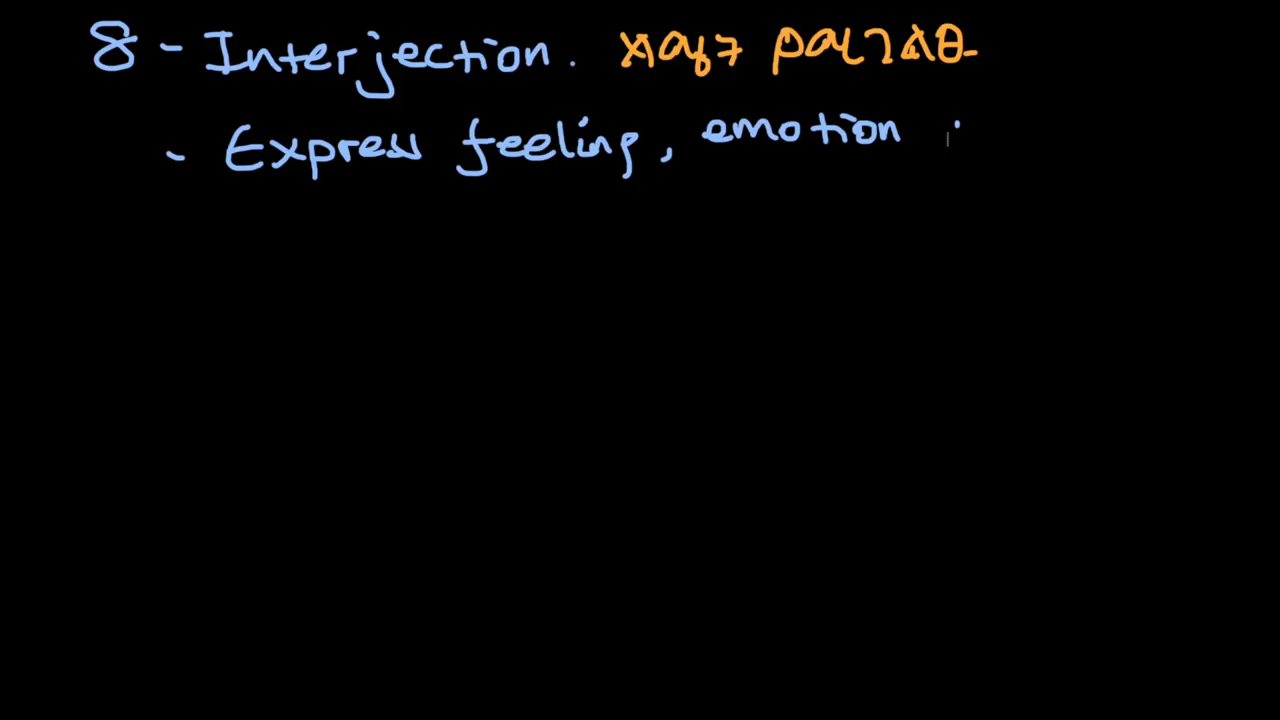 8 - Interjection.
- Express feeling, emotion .